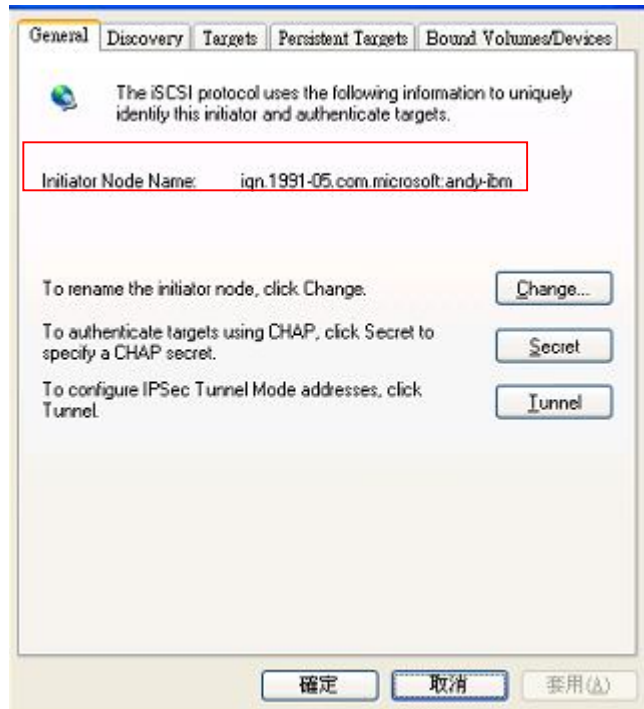 General Discovery Targets Persistent Targets Bound Volumes/Devices
The iSCSI protocol uses the following information to uniquely
identify this initiator and authenticate targets.
Initiator Node Name: iqn.1991-05.com.microsoft:andy-ibm
To rename the initiator node, click Change.
Change...
To authenticate targets using CHAP, click Secret to
specify a CHAP secret.
Secret
To configure IPSec Tunnel Mode addresses, click
Tunnel.
Tunnel
確定 取消 套用(A)